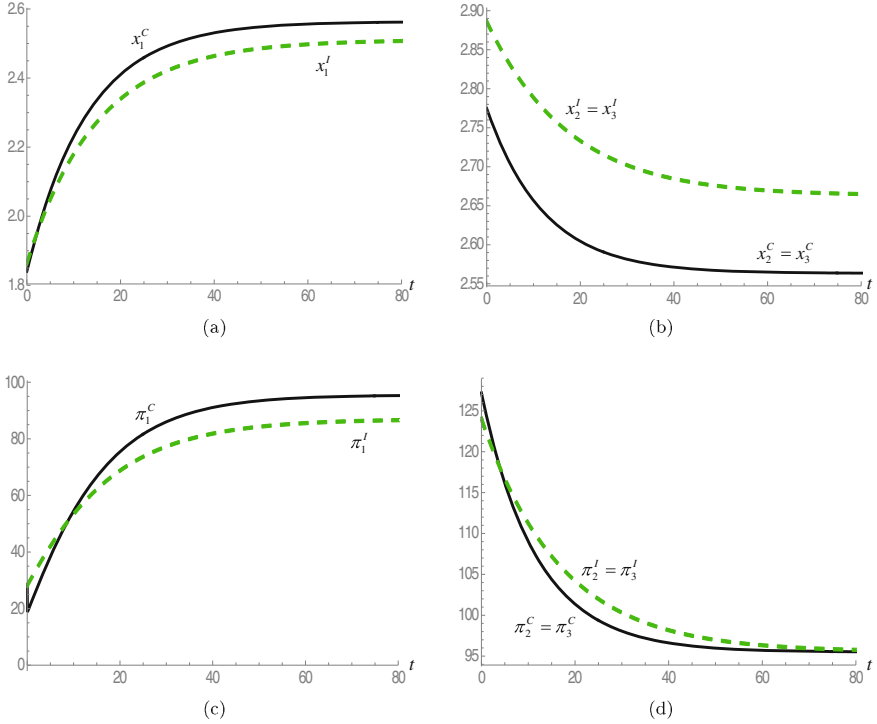 2.6
2.4
2.2
2.0
1.8
0 20 40 60 80 t
x_1^C
x_1^I
(a)
2.90
2.85
2.80
2.75
2.70
2.65
2.60
2.55
0 20 40 60 80 t
x_2^I = x_3^I
x_2^C = x_3^C
(b)
100
80
60
40
20
0
20 40 60 80 t
π_1^C
π_1^I
(c)
125
120
115
110
105
100
95
0 20 40 60 80 t
π_2^I = π_3^I
π_2^C = π_3^C
(d)